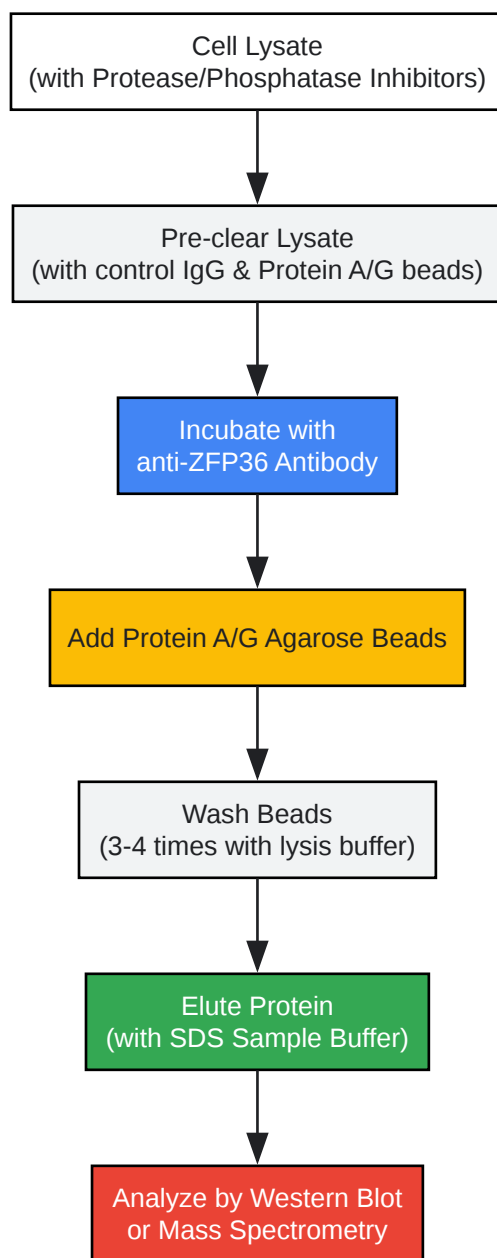 Cell Lysate
(with Protease/Phosphatase Inhibitors)
Pre-clear Lysate
(with control IgG & Protein A/G beads)
Incubate with
anti-ZFP36 Antibody
Add Protein A/G Agarose Beads
Wash Beads
(3-4 times with lysis buffer)
Elute Protein
(with SDS Sample Buffer)
Analyze by Western Blot
or Mass Spectrometry